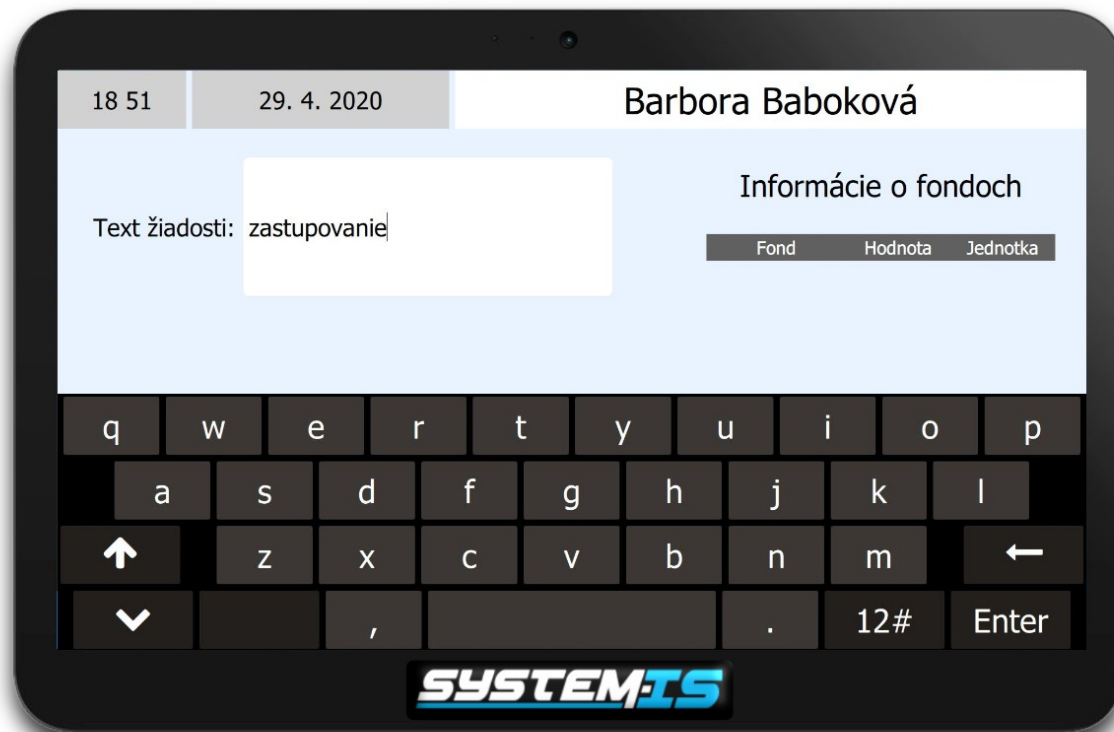 18 51 29. 4. 2020 Barbora Baboková
Informácie o fondoch
Text žiadosti: zastupovanie
Fond Hodnota Jednotka
q w e r t y u i o p
a s d f g h j k l
z x c v b n m
, . 12# Enter
SYSTEM-IS